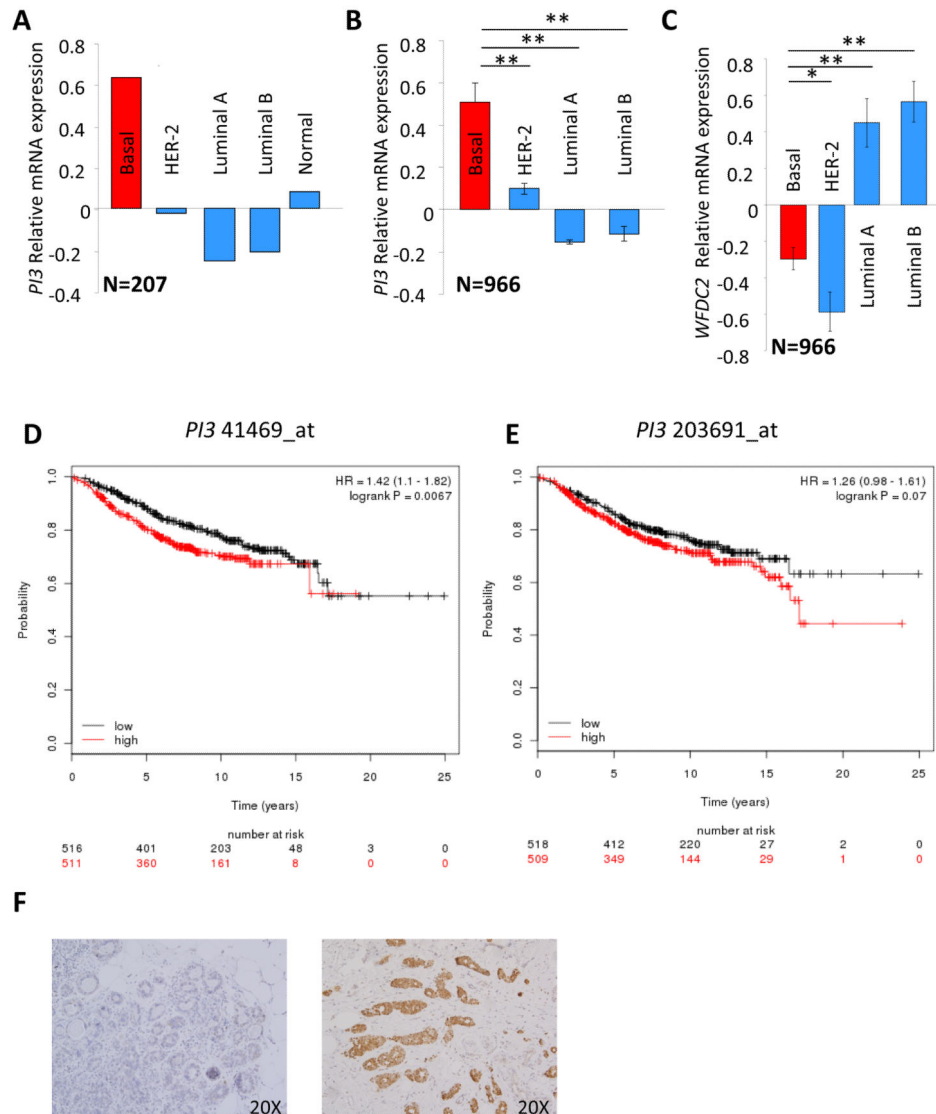 A
PI3 Relative mRNA expression
0.8
0.4
0
-0.2
-0.4
Basal
HER-2
Luminal A
Luminal B
Normal
N=207
B
PI3 Relative mRNA expression
0.8
0.6
0.4
0.2
0
-0.2
-0.4
**
**
**
Basal
HER-2
Luminal A
Luminal B
N=966
C
WFDC2 Relative mRNA expression
0.8
0.6
0.4
0.2
0
-0.2
-0.4
-0.6
-0.8
**
**
*
Basal
HER-2
Luminal A
Luminal B
N=966
D
PI3 41469_at
HR = 1.42 (1.1 - 1.82)
logrank P = 0.0067
Probability
1.0
0.8
0.6
0.4
0.2
0.0
low
high
0 5 10 15 20 25
Time (years)
number at risk
516 401 203 48 3 0
511 360 161 8 0 0
E
PI3 203691_at
HR = 1.26 (0.98 - 1.61)
logrank P = 0.07
Probability
1.0
0.8
0.6
0.4
0.2
0.0
low
high
0 5 10 15 20 25
Time (years)
number at risk
518 412 220 27 2 0
509 349 144 29 1 0
F
20X
20X